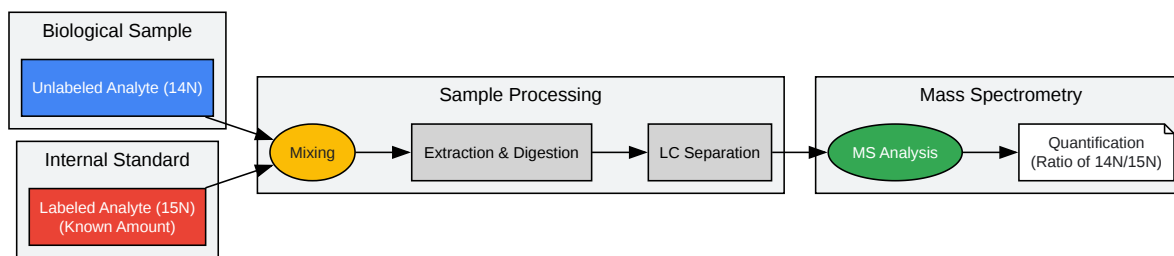 Biological Sample
Unlabeled Analyte (14N)
Internal Standard
Labeled Analyte (15N)
(Known Amount)
Sample Processing
Mixing
Extraction & Digestion
LC Separation
Mass Spectrometry
MS Analysis
Quantification
(Ratio of 14N/15N)